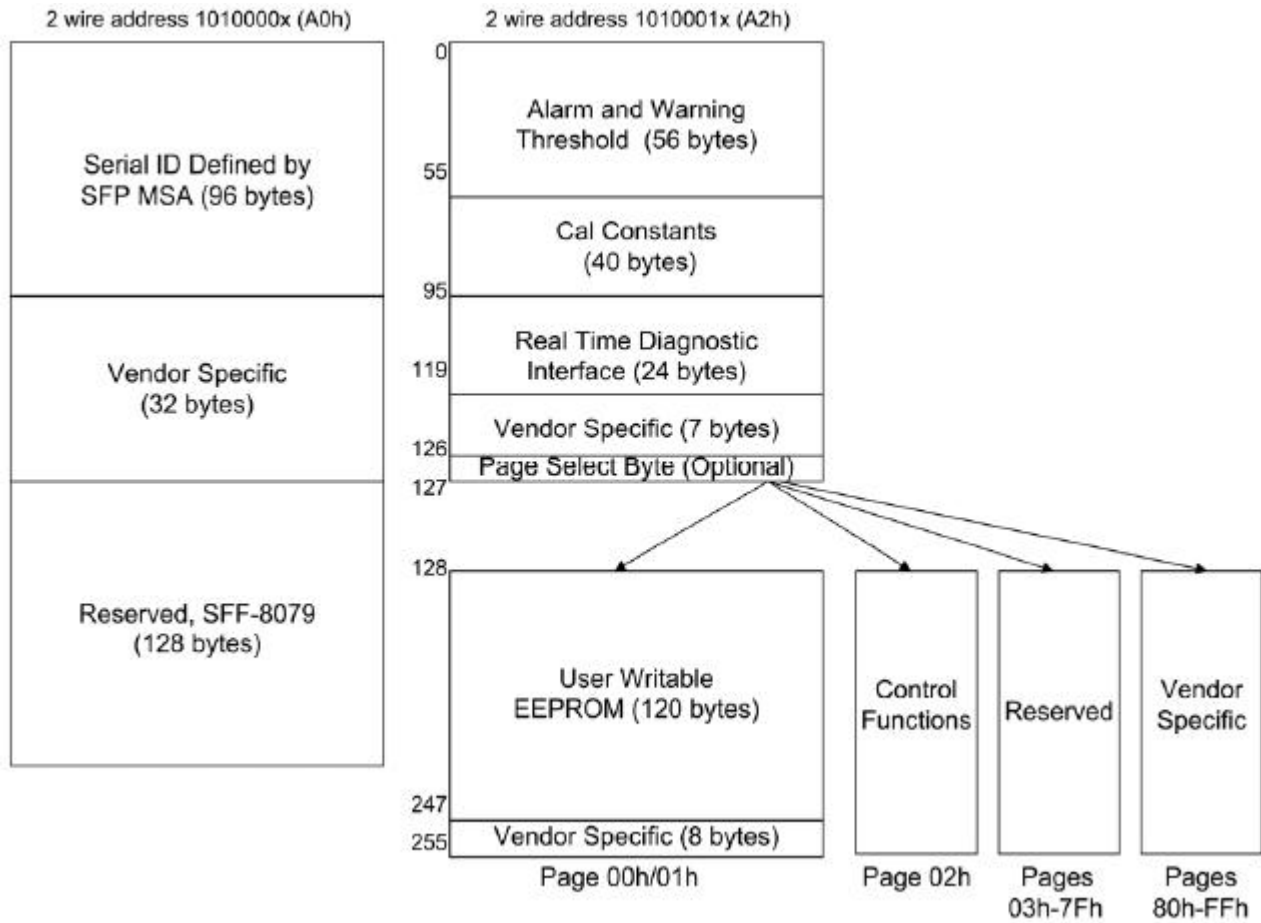 2 wire address 1010000x (A0h)
Serial ID Defined by
SFP MSA (96 bytes)
Vendor Specific
(32 bytes)
Reserved, SFF-8079
(128 bytes)
2 wire address 1010001x (A2h)
0
Alarm and Warning
Threshold (56 bytes)
55
Cal Constants
(40 bytes)
95
Real Time Diagnostic
Interface (24 bytes)
119
Vendor Specific (7 bytes)
126
Page Select Byte (Optional)
127
128
User Writable
EEPROM (120 bytes)
247
Vendor Specific (8 bytes)
255
Page 00h/01h
Control
Functions
Page 02h
Reserved
Pages
03h-7Fh
Vendor
Specific
Pages
80h-FFh